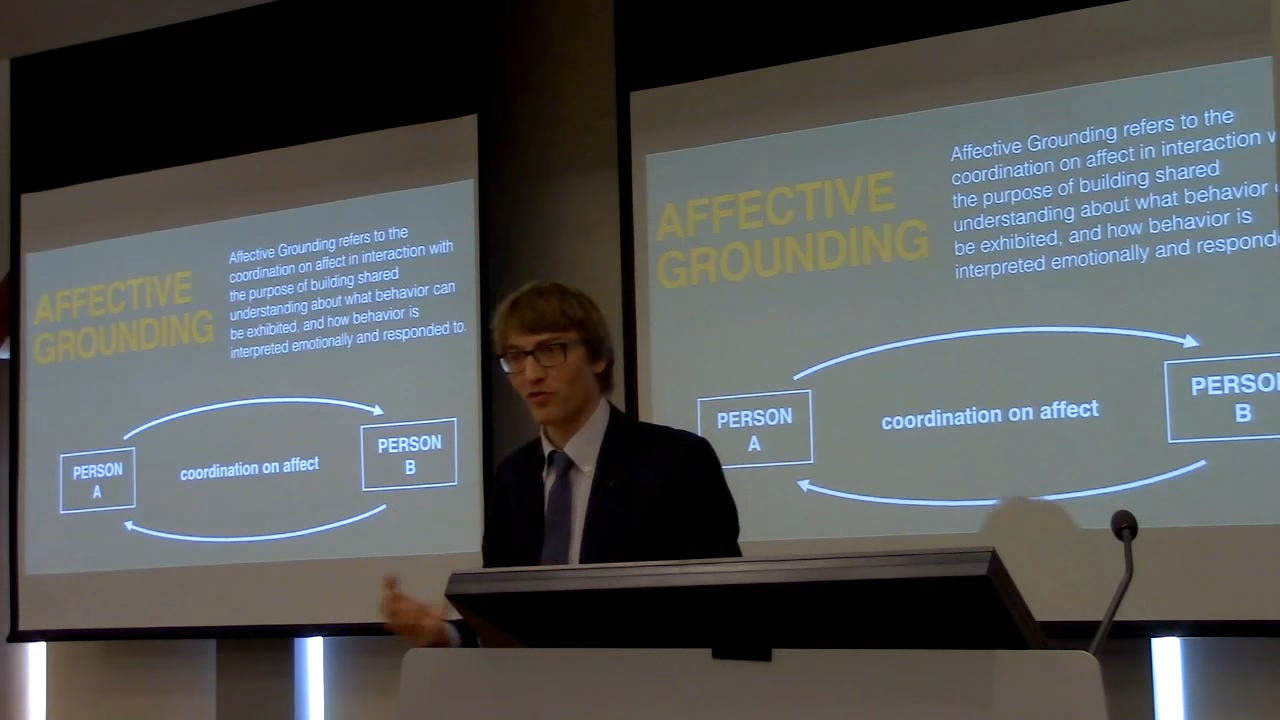 AFFECTIVE
GROUNDING
Affective Grounding refers to the
coordination on affect in interaction with
the purpose of building shared
understanding about what behavior can
be exhibited, and how behavior is
interpreted emotionally and responded to.
PERSON
A
coordination on affect
PERSON
B
AFFECTIVE
GROUNDING
Affective Grounding refers to the
coordination on affect in interaction
the purpose of building shared
understanding about what behavior
be exhibited, and how behavior is
interpreted emotionally and respond
PERSON
A
coordination on affect
PERSO
B